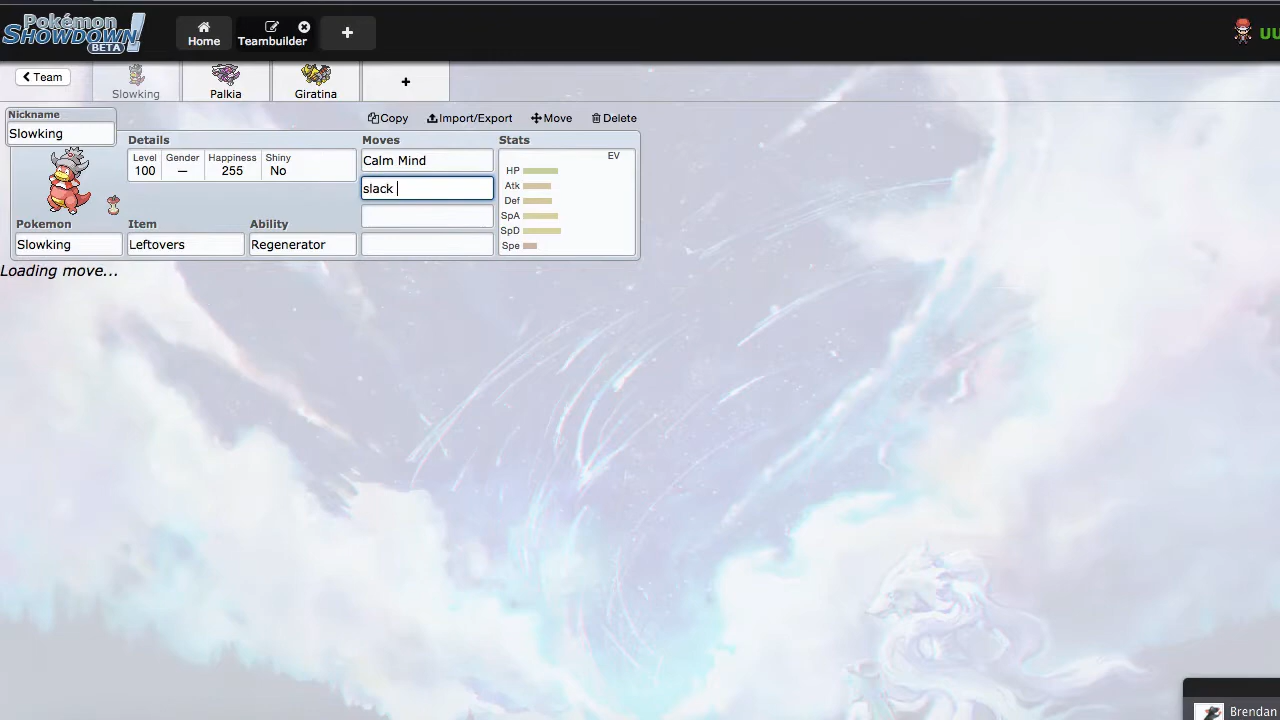 Pokémon
SHOWDOWN!
BETA
Home
Teambuilder
+
< Team
Slowking
Palkia
Giratina
+
Copy
Import/Export
Move
Delete
Nickname
Slowking
Details
Level
100
Gender
—
Happiness
255
Shiny
No
Pokemon
Slowking
Item
Leftovers
Ability
Regenerator
Moves
Calm Mind
slack
Stats
EV
HP
Atk
Def
SpA
SpD
Spe
Loading move...
UU
Brendan